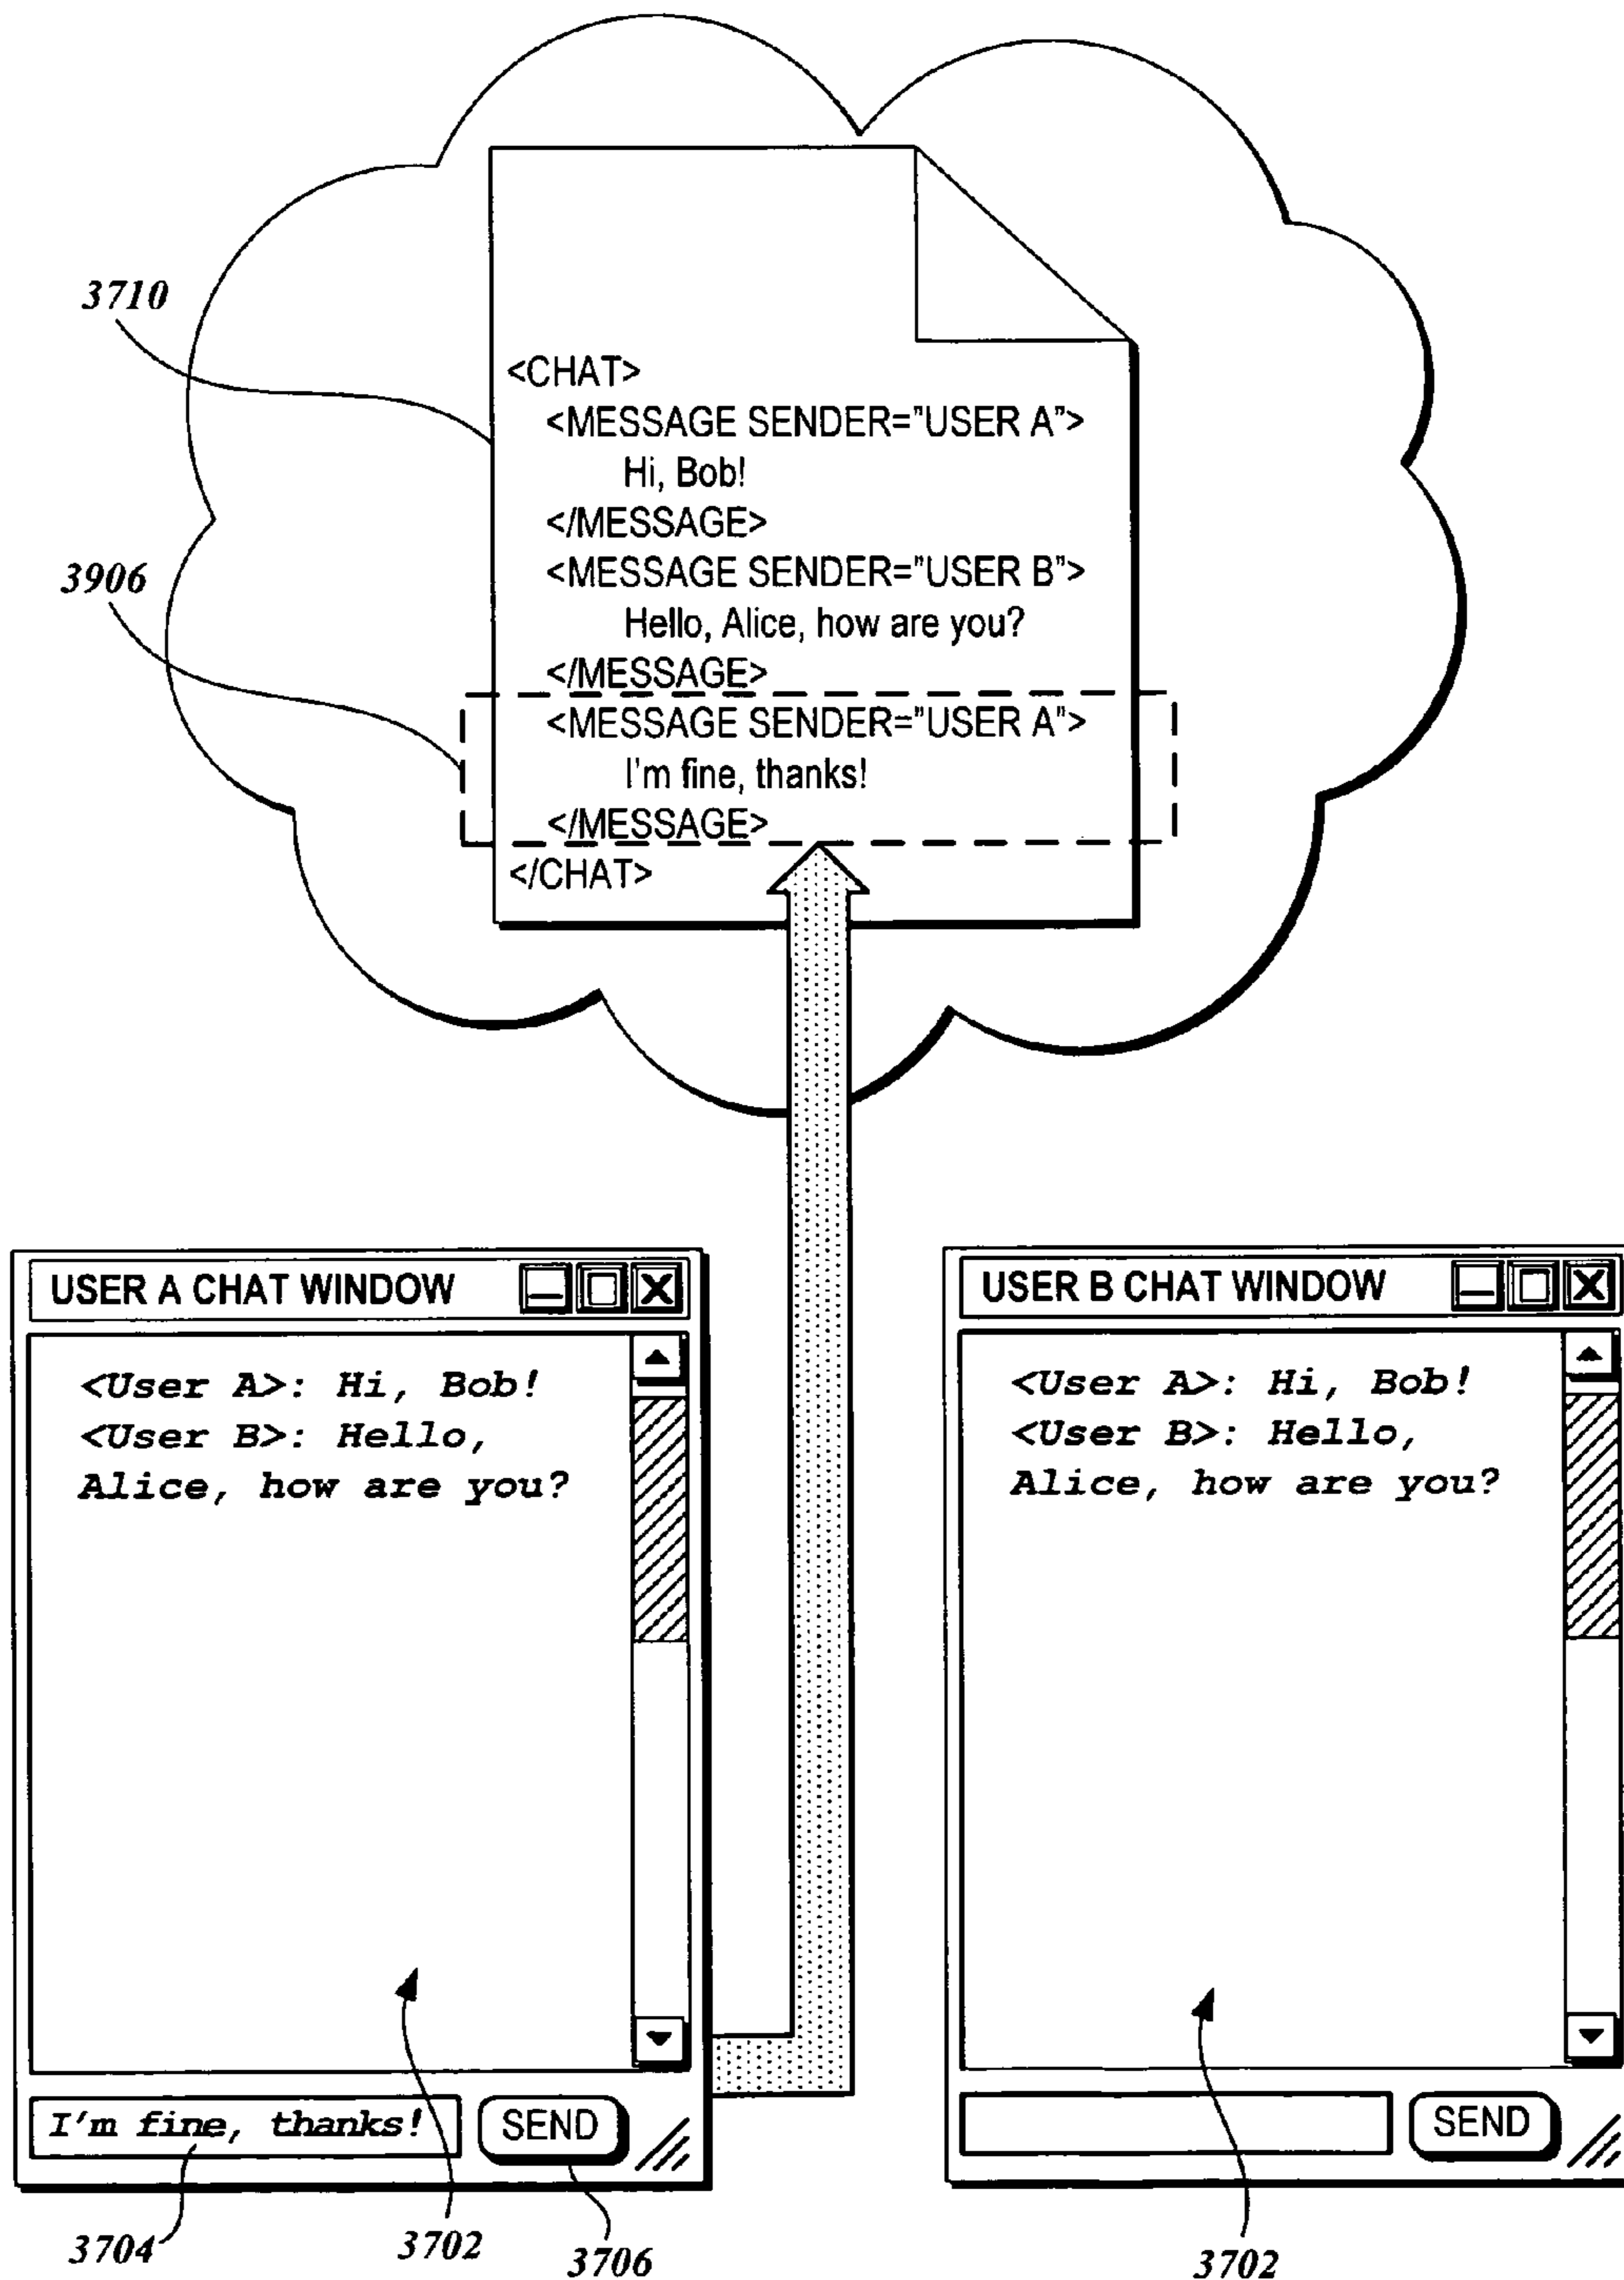 3710
<CHAT>
<MESSAGE SENDER="USER A">
Hi, Bob!
</MESSAGE>
3906
<MESSAGE SENDER="USER B">
Hello, Alice, how are you?
</MESSAGE>
<MESSAGE SENDER="USER A">
I'm fine, thanks!
</MESSAGE>
</CHAT>
USER A CHAT WINDOW
<User A>: Hi, Bob!
<User B>: Hello,
Alice, how are you?
I'm fine, thanks!
SEND
3704
3702
3706
USER B CHAT WINDOW
<User A>: Hi, Bob!
<User B>: Hello,
Alice, how are you?
SEND
3702